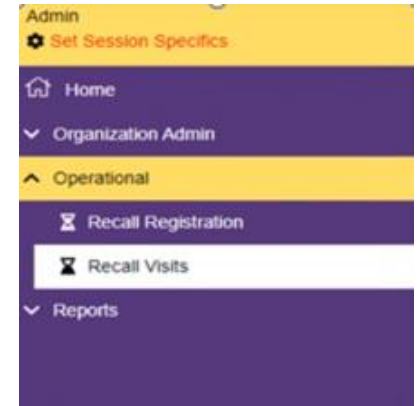 Admin
Set Session Specifics
Home
Organization Admin
Operational
Recall Registration
Recall Visits
Reports